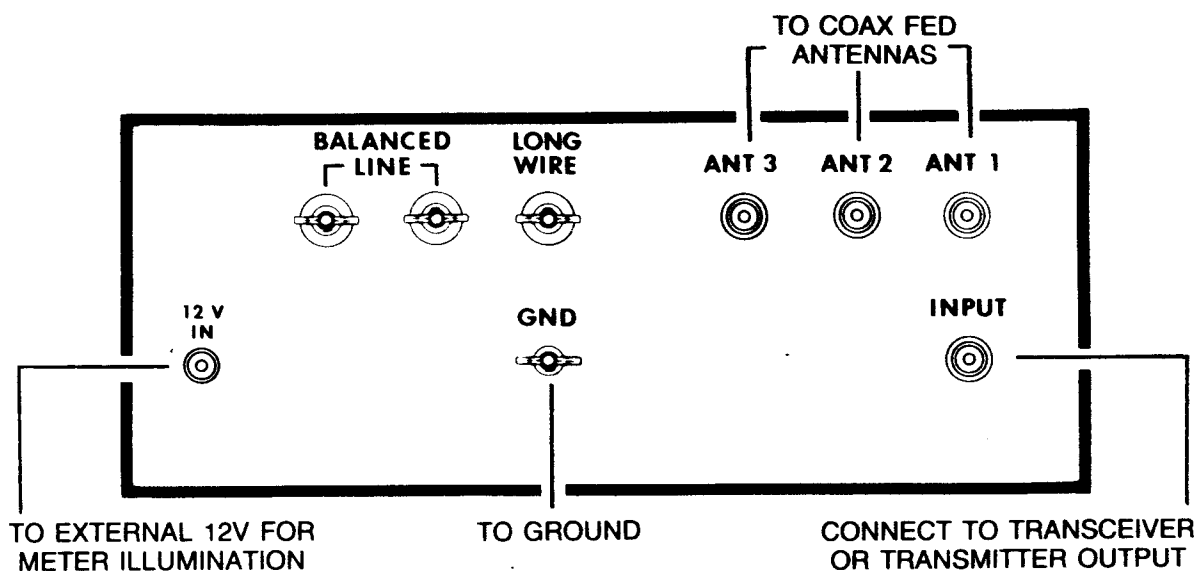 TO COAX FED
ANTENNAS
BALANCED
LINE
LONG
WIRE
ANT 3
ANT 2
ANT 1
12 V
IN
GND
INPUT
TO EXTERNAL 12V FOR
METER ILLUMINATION
TO GROUND
CONNECT TO TRANSCEIVER
OR TRANSMITTER OUTPUT